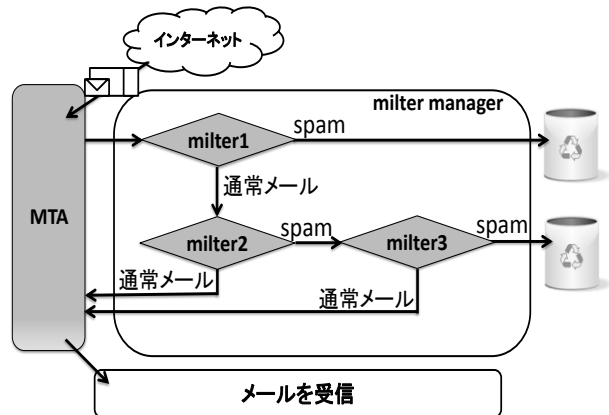 インターネット
milter manager
milter1
spam
通常メール
MTA
milter2
spam
milter3
spam
通常メール
通常メール
メールを受信